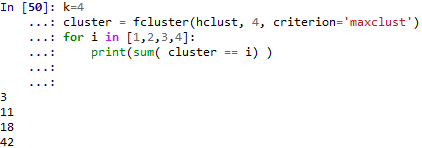 In [50]: k=4
    ...: cluster = fcluster(hclust, 4, criterion='maxclust')
    ...: for i in [1,2,3,4]:
    ...:     print(sum( cluster == i) )
    ...:
    ...:
3
11
18
42